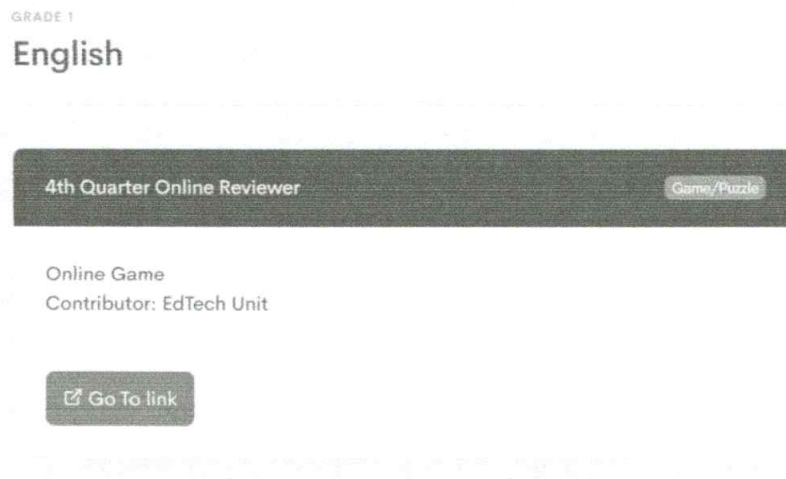 GRADE 1
English
4th Quarter Online Reviewer
Game/Puzzle
Online Game
Contributor: EdTech Unit
Go To link